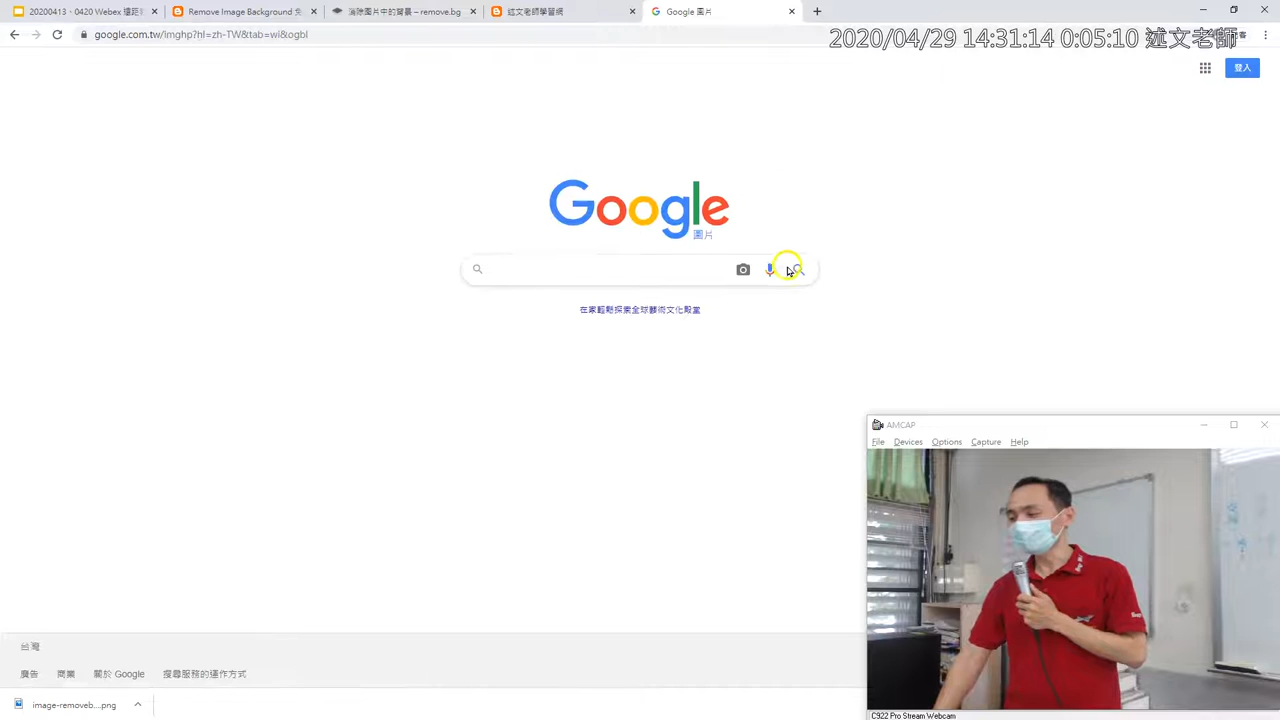 20200413 - 0420 Webex 遠距
Remove Image Background 免
消除圖片中的背景 – remove.bg
述文老師學習網
Google 圖片
google.com.tw/imghp?hl=zh-TW&tab=wi&ogbl
2020/04/29 14:31:14 0:05:10 述文老師
登入
Google
圖片
在家輕鬆探索全球藝術文化殿堂
AMCAP
File Devices Options Capture Help
台灣
廣告 商業 關於 Google 搜尋服務的運作方式
image-removeb....png
C922 Pro Stream Webcam